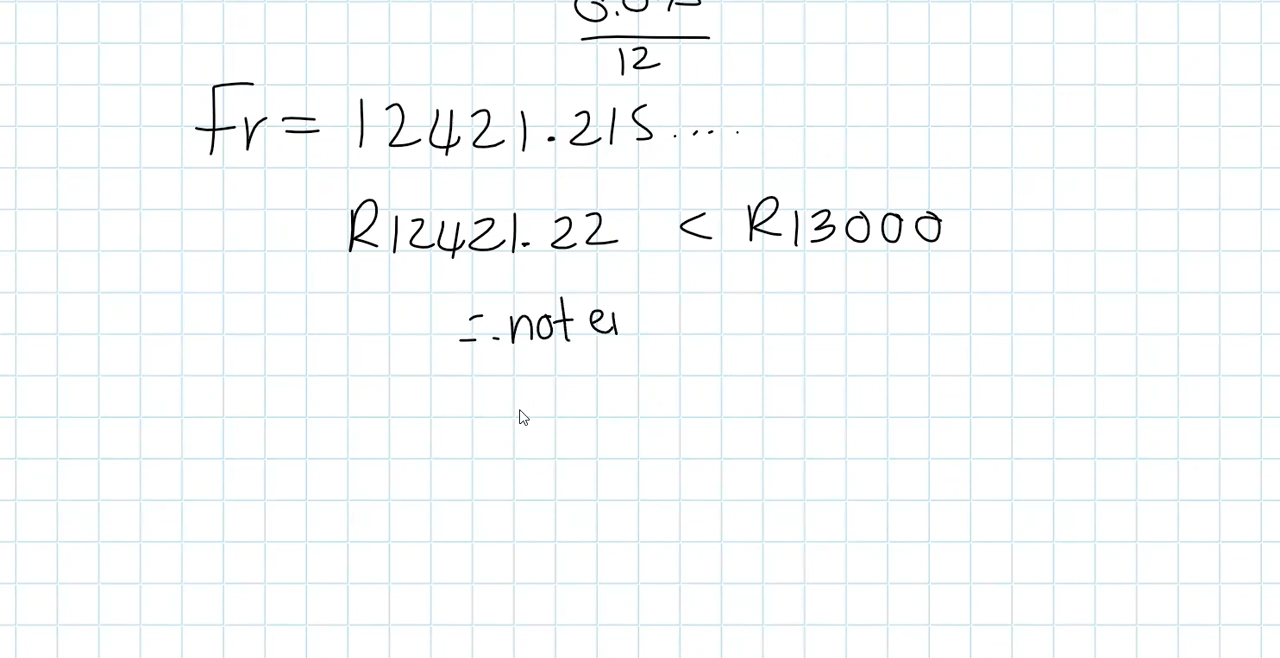 12
Fr = 12421.215....
R12421.22 < R13000
=. not